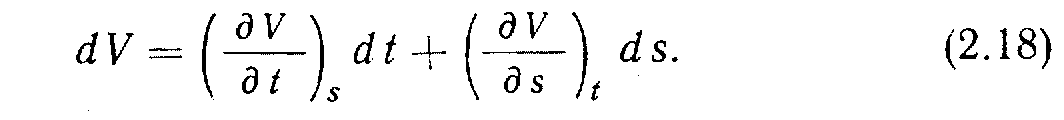 dV = (∂V/∂t)_s dt + (∂V/∂s)_t ds. (2.18)